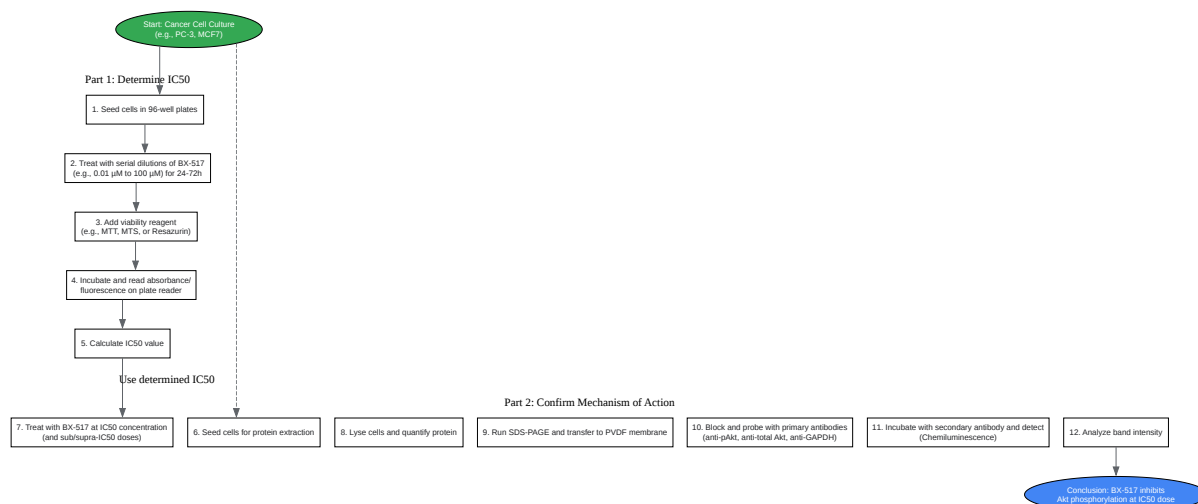 Start: Cancer Cell Culture
(e.g., PC-3, MCF7)
Part 1: Determine IC50
1. Seed cells in 96-well plates
2. Treat with serial dilutions of BX-517
(e.g., 0.01 µM to 100 µM) for 24-72h
3. Add viability reagent
(e.g., MTT, MTS, or Resazurin)
4. Incubate and read absorbance/
fluorescence on plate reader
5. Calculate IC50 value
Use determined IC50
Part 2: Confirm Mechanism of Action
7. Treat with BX-517 at IC50 concentration
(and sub/supra-IC50 doses)
6. Seed cells for protein extraction
8. Lyse cells and quantify protein
9. Run SDS-PAGE and transfer to PVDF membrane
10. Block and probe with primary antibodies
(anti-pAkt, anti-total Akt, anti-GAPDH)
11. Incubate with secondary antibody and detect
(Chemiluminescence)
12. Analyze band intensity
Conclusion: BX-517 inhibits
Akt phosphorylation at IC50 dose